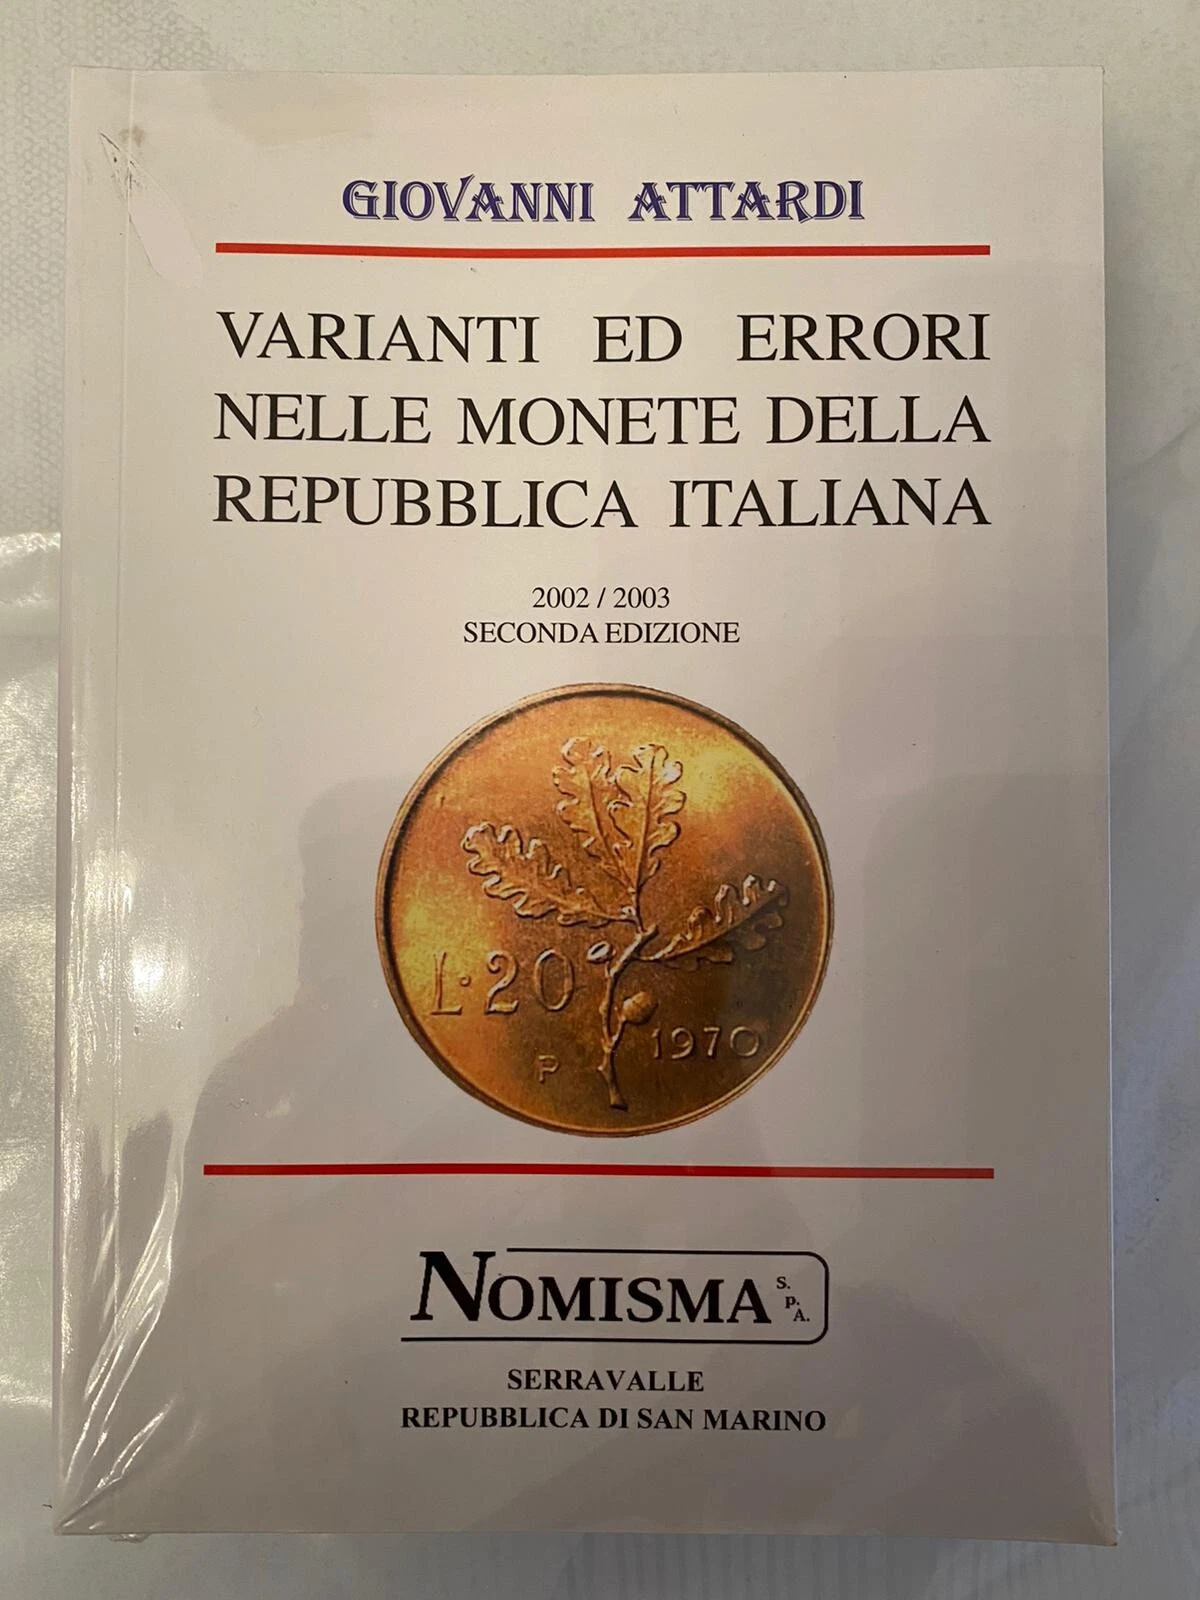 GIOVANNI ATTARDI
VARIANTI ED ERRORI
NELLE MONETE DELLA
REPUBBLICA ITALIANA
2002 / 2003
SECONDA EDIZIONE
L.20
P
1970
NOMISMA S.p.A.
SERRAVALLE
REPUBBLICA DI SAN MARINO